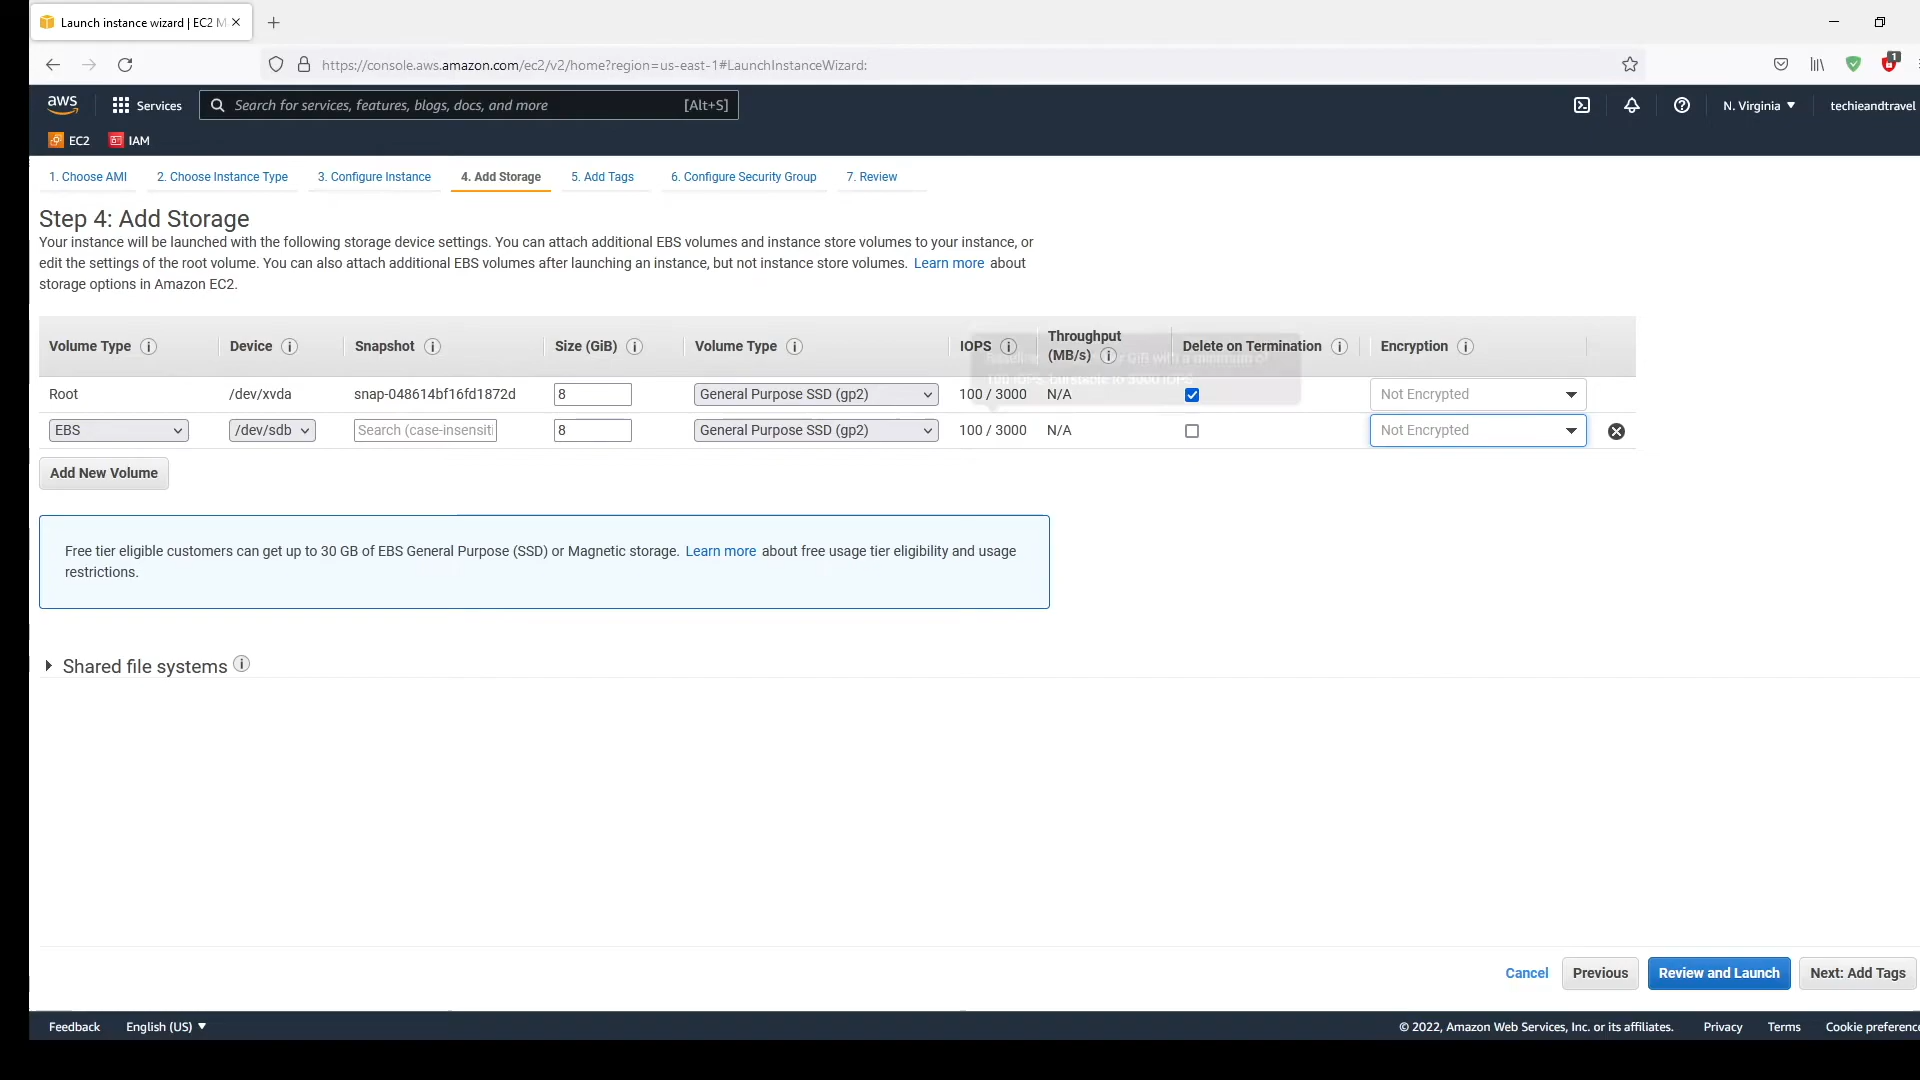 Launch instance wizard | EC2 M
https://console.aws.amazon.com/ec2/v2/home?region=us-east-1#LaunchInstanceWizard:
1
aws
Services
Search for services, features, blogs, docs, and more [Alt+S]
N. Virginia
techieandtravel
EC2
IAM
1. Choose AMI
2. Choose Instance Type
3. Configure Instance
4. Add Storage
5. Add Tags
6. Configure Security Group
7. Review
Step 4: Add Storage
Your instance will be launched with the following storage device settings. You can attach additional EBS volumes and instance store volumes to your instance, or
edit the settings of the root volume. You can also attach additional EBS volumes after launching an instance, but not instance store volumes. Learn more about
storage options in Amazon EC2.
Volume Type Device Snapshot Size (GiB) Volume Type IOPS Throughput (MB/s) Delete on Termination Encryption
Root /dev/xvda snap-048614bf16fd1872d 8 General Purpose SSD (gp2) 100 / 3000 N/A Not Encrypted
EBS /dev/sdb Search (case-insensiti 8 General Purpose SSD (gp2) 100 / 3000 N/A Not Encrypted
Add New Volume
Free tier eligible customers can get up to 30 GB of EBS General Purpose (SSD) or Magnetic storage. Learn more about free usage tier eligibility and usage
restrictions.
Shared file systems
Cancel
Previous
Review and Launch
Next: Add Tags
Feedback
English (US)
© 2022, Amazon Web Services, Inc. or its affiliates.
Privacy
Terms
Cookie preference